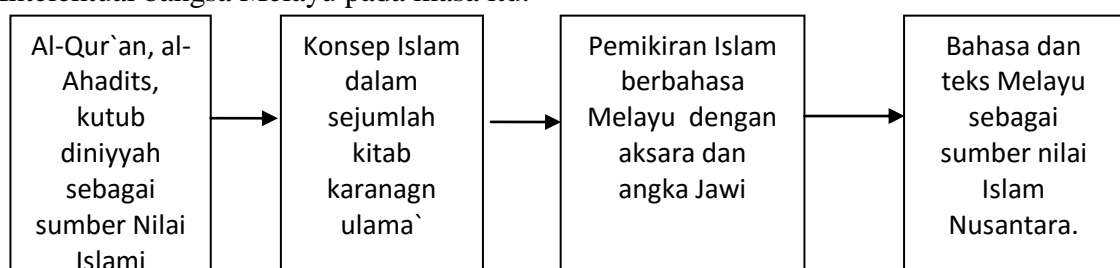 intelektual bangsa Melayu pada masa itu.
Al-Qur`an, al-
Ahadits,
kutub
diniyyah
sebagai
sumber Nilai
Islami
Konsep Islam
dalam
sejumlah
kitab
karanagn
ulama`
Pemikiran Islam
berbahasa
Melayu dengan
aksara dan
angka Jawi
Bahasa dan
teks Melayu
sebagai
sumber nilai
Islam
Nusantara.